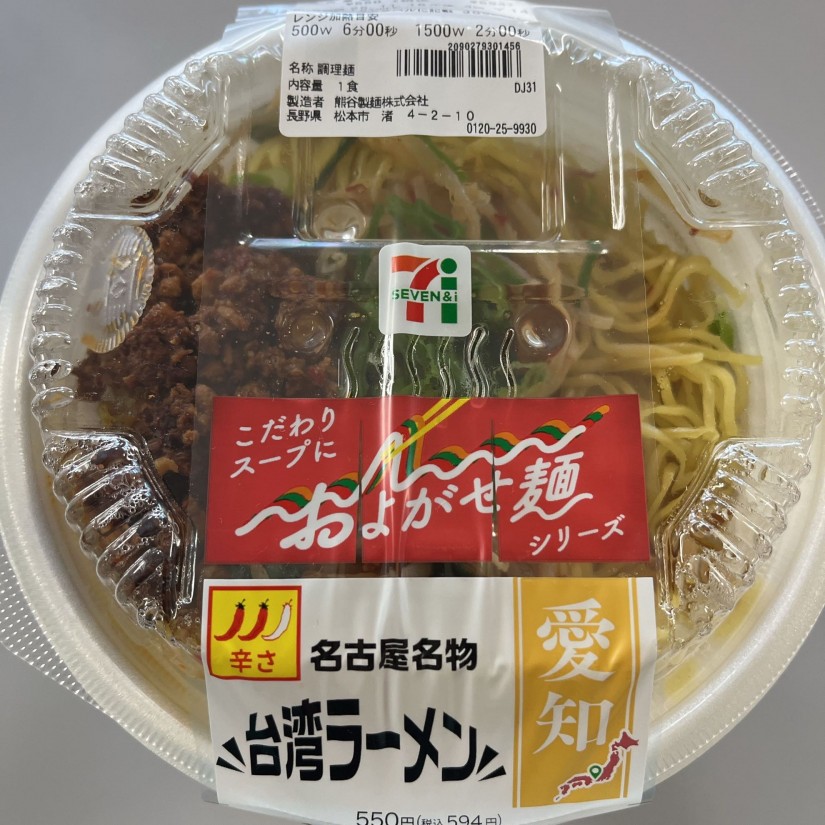 レンジ加熱目安
500W 6分00秒 1500W 2分00秒
2090279301456
名称 調理麺
内容量 1食
DJ31
製造者 熊谷製麺株式会社
長野県 松本市 渚 4-2-10
0120-25-9930
SEVEN&i
こだわり
スープに
およがせ麺
シリーズ
辛さ
名古屋名物
台湾ラーメン
愛知
550円(税込594円)